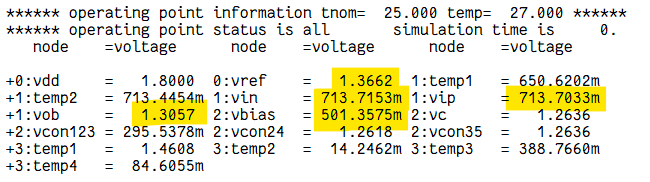 ****** operating point information tnom=  25.000 temp=  27.000 ******
****** operating point status is all       simulation time is     0.
   node    =voltage    node    =voltage    node    =voltage
+0:vdd     =   1.8000  0:vref    =   1.3662  1:temp1   = 650.6202m
+1:temp2   = 713.4454m 1:vin     = 713.7153m 1:vip     = 713.7033m
+1:vob     =   1.3057  2:vbias   = 501.3575m 2:vc      =   1.2636
+2:vcon123 = 295.5378m 2:vcon24  =   1.2618  2:vcon35  =   1.2636
+3:temp1   =   1.4608  3:temp2   =  14.2462m 3:temp3   = 388.7660m
+3:temp4   =  84.6055m